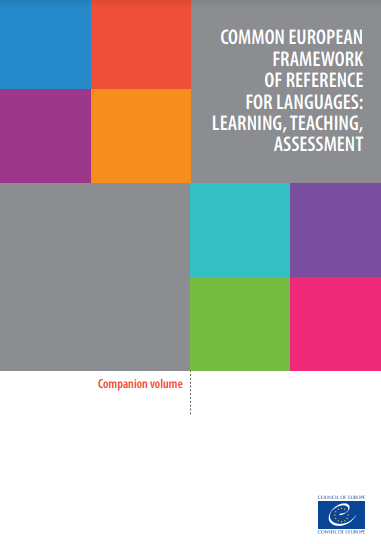 COMMON EUROPEAN
FRAMEWORK
OF REFERENCE
FOR LANGUAGES:
LEARNING, TEACHING,
ASSESSMENT
Companion volume
COUNCIL OF EUROPE
CONSEIL DE L'EUROPE